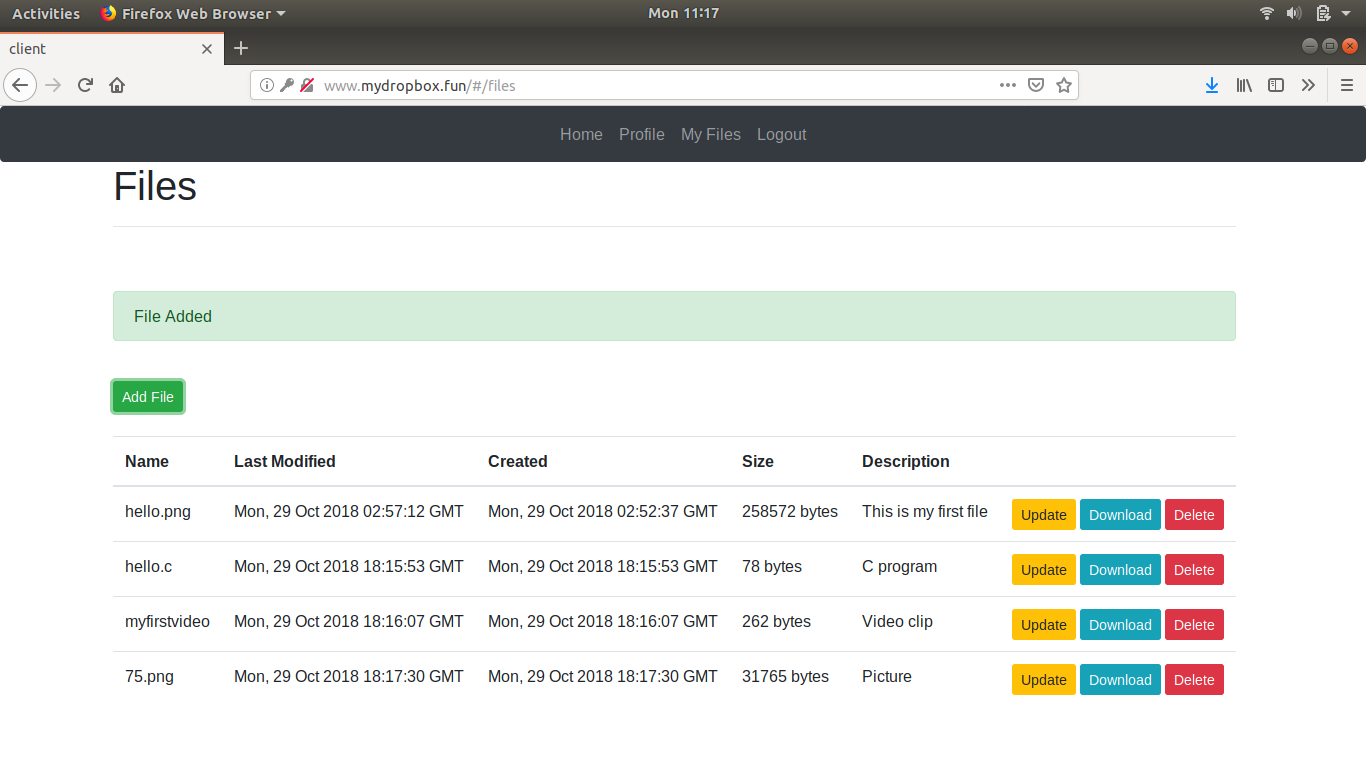 Activities Firefox Web Browser Mon 11:17
client
www.mydropbox.fun/#/files
Home Profile My Files Logout
Files
File Added
Add File
Name Last Modified Created Size Description
hello.png Mon, 29 Oct 2018 02:57:12 GMT Mon, 29 Oct 2018 02:52:37 GMT 258572 bytes This is my first file Update Download Delete
hello.c Mon, 29 Oct 2018 18:15:53 GMT Mon, 29 Oct 2018 18:15:53 GMT 78 bytes C program Update Download Delete
myfirstvideo Mon, 29 Oct 2018 18:16:07 GMT Mon, 29 Oct 2018 18:16:07 GMT 262 bytes Video clip Update Download Delete
75.png Mon, 29 Oct 2018 18:17:30 GMT Mon, 29 Oct 2018 18:17:30 GMT 31765 bytes Picture Update Download Delete